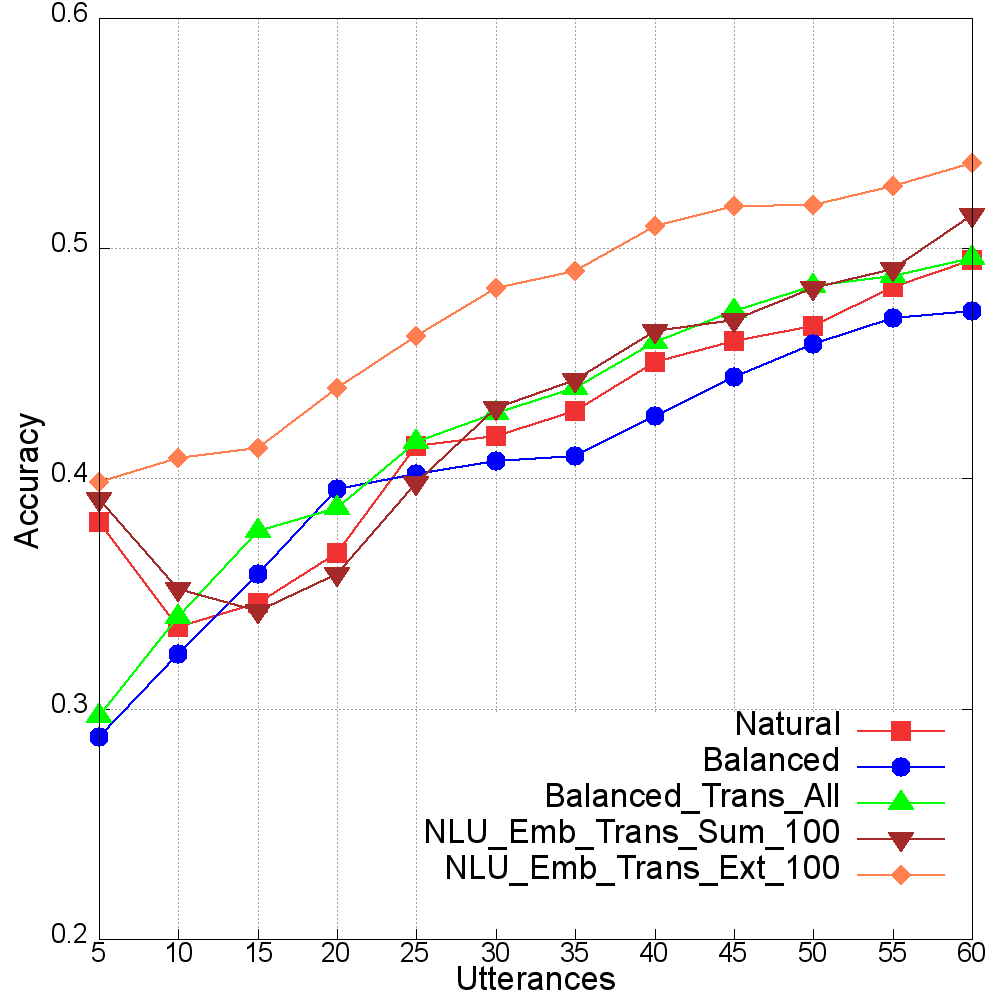 0.6
0.5
0.4
0.3
0.2
Accuracy
Natural
Balanced
Balanced_Trans_All
NLU_Emb_Trans_Sum_100
NLU_Emb_Trans_Ext_100
5 10 15 20 25 30 35 40 45 50 55 60
Utterances